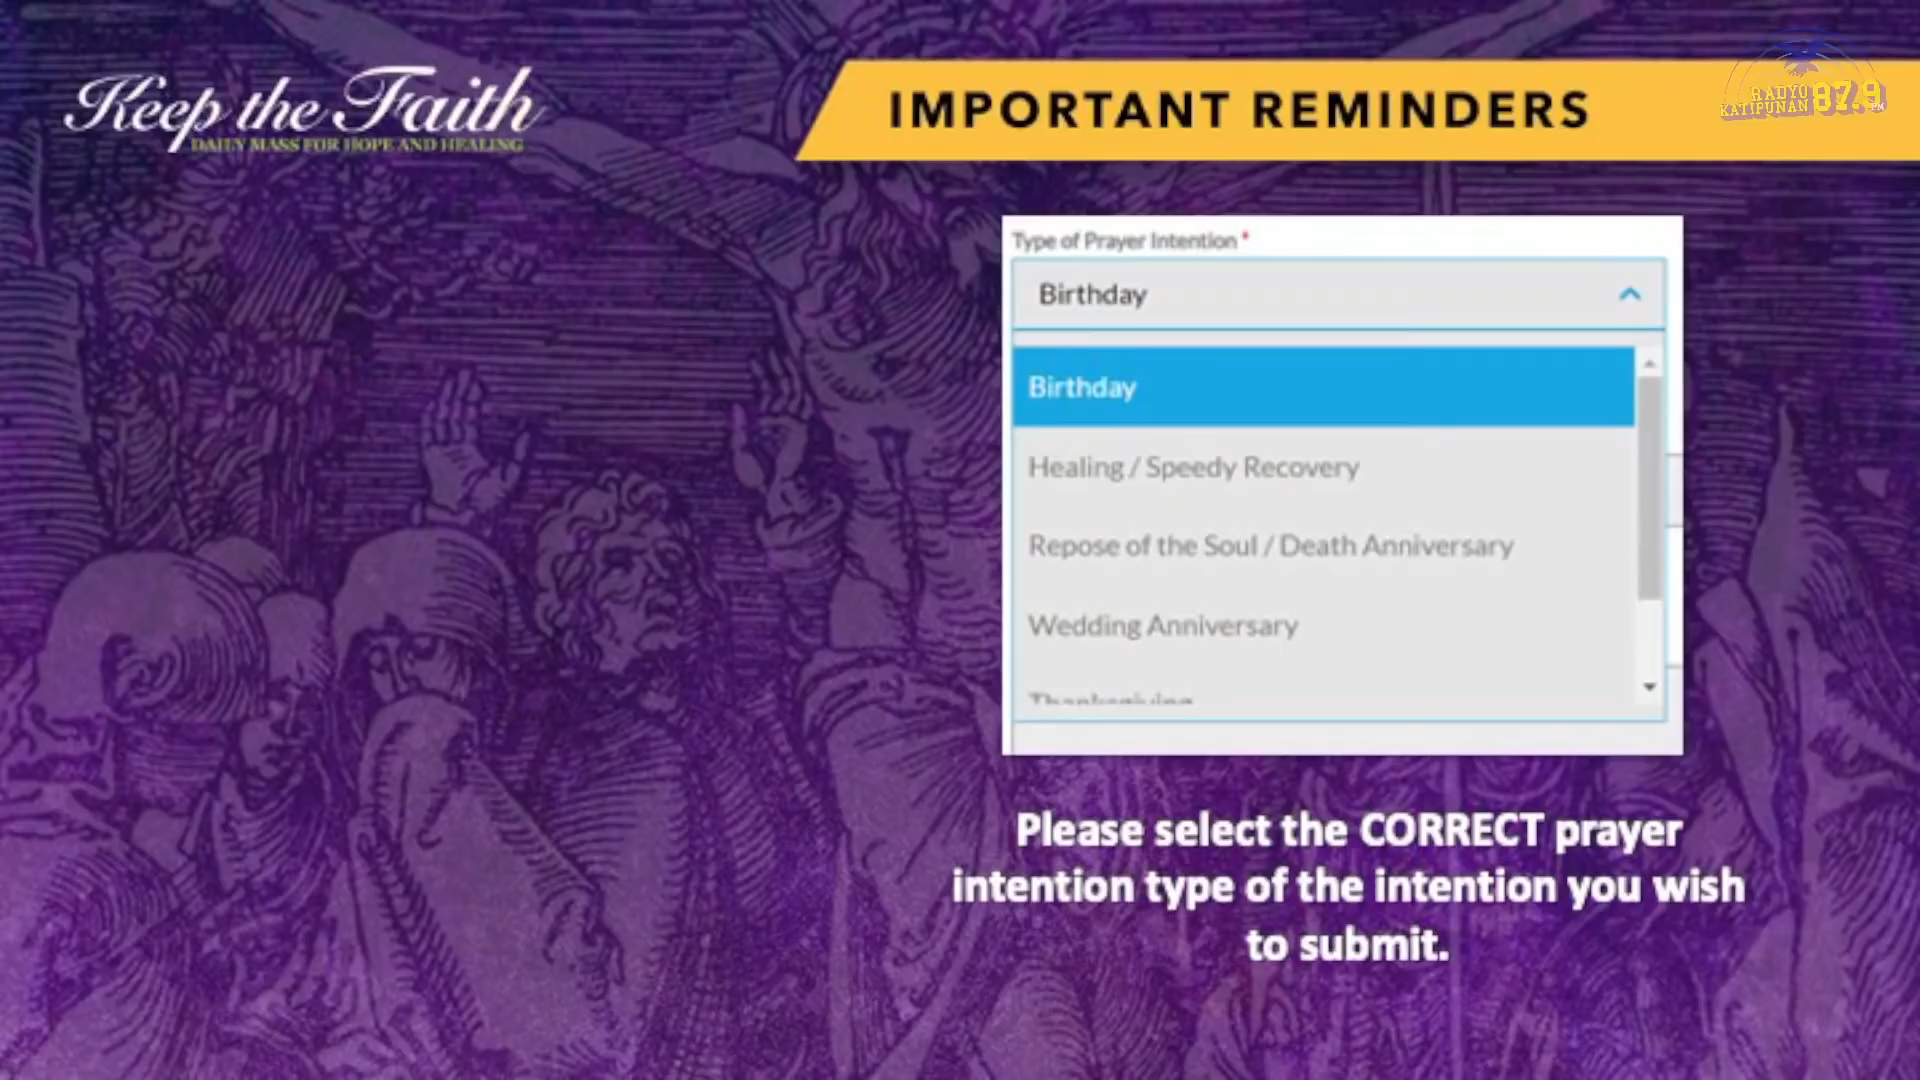 Keep the Faith
DAILY MASS FOR HOPE AND HEALING
IMPORTANT REMINDERS
RADYO
KATIPUNAN 87.9 FM
Type of Prayer Intention *
Birthday
Birthday
Healing / Speedy Recovery
Repose of the Soul / Death Anniversary
Wedding Anniversary
Thanksgiving
Please select the CORRECT prayer
intention type of the intention you wish
to submit.